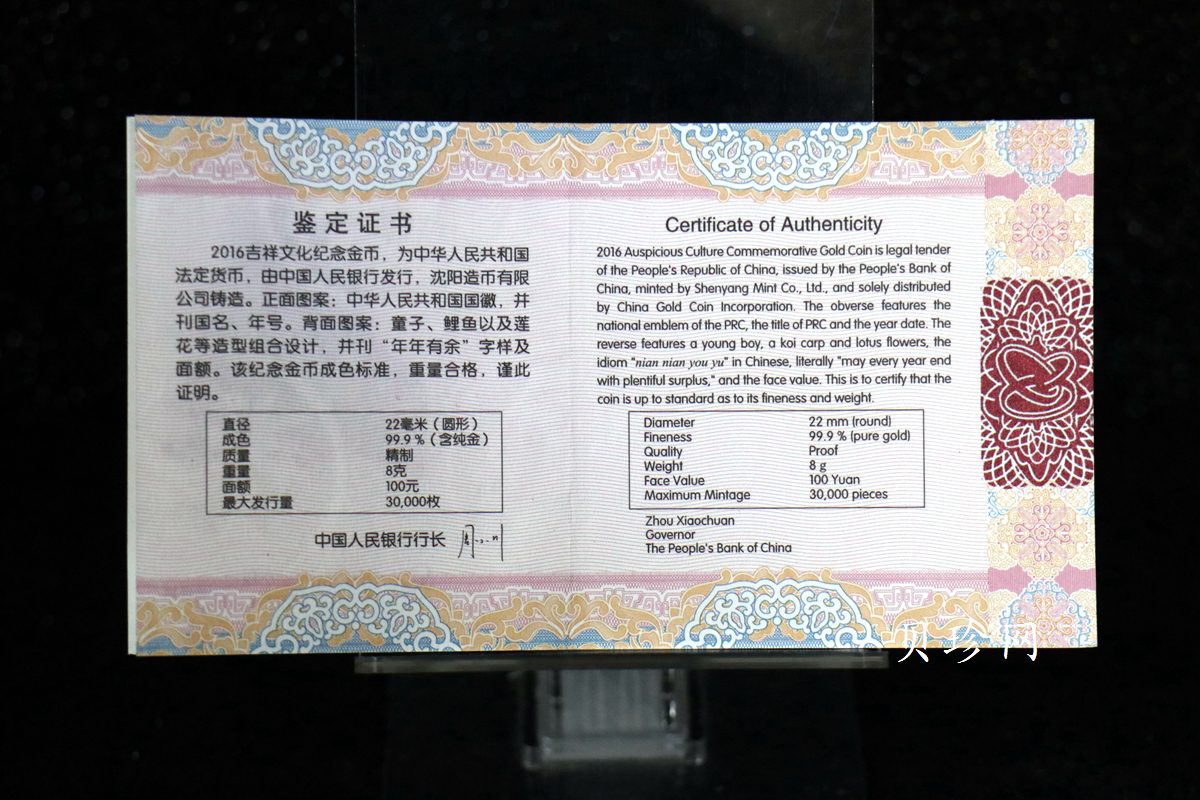 鉴定证书
2016吉祥文化纪念金币，为中华人民共和国
法定货币，由中国人民银行发行，沈阳造币有限
公司铸造。正面图案：中华人民共和国国徽，并
刊国名、年号。背面图案：童子、鲤鱼以及莲
花等造型组合设计，并刊“年年有余”字样及
面额。该纪念金币成色标准，重量合格，谨此
证明。
直径 22毫米（圆形）
成色 99.9％（含纯金）
质量 精制
重量 8克
面额 100元
最大发行量 30,000枚
中国人民银行行长
Certificate of Authenticity
2016 Auspicious Culture Commemorative Gold Coin is legal tender
of the People's Republic of China, issued by the People's Bank of
China, minted by Shenyang Mint Co., Ltd., and solely distributed
by China Gold Coin Incorporation. The obverse features the
national emblem of the PRC, the title of PRC and the year date. The
reverse features a young boy, a koi carp and lotus flowers, the
idiom "nian nian you yu" in Chinese, literally "may every year end
with plentiful surplus," and the face value. This is to certify that the
coin is up to standard as to its fineness and weight.
Diameter 22 mm (round)
Fineness 99.9 % (pure gold)
Quality Proof
Weight 8 g
Face Value 100 Yuan
Maximum Mintage 30,000 pieces
Zhou Xiaochuan
Governor
The People's Bank of China
贝珍网